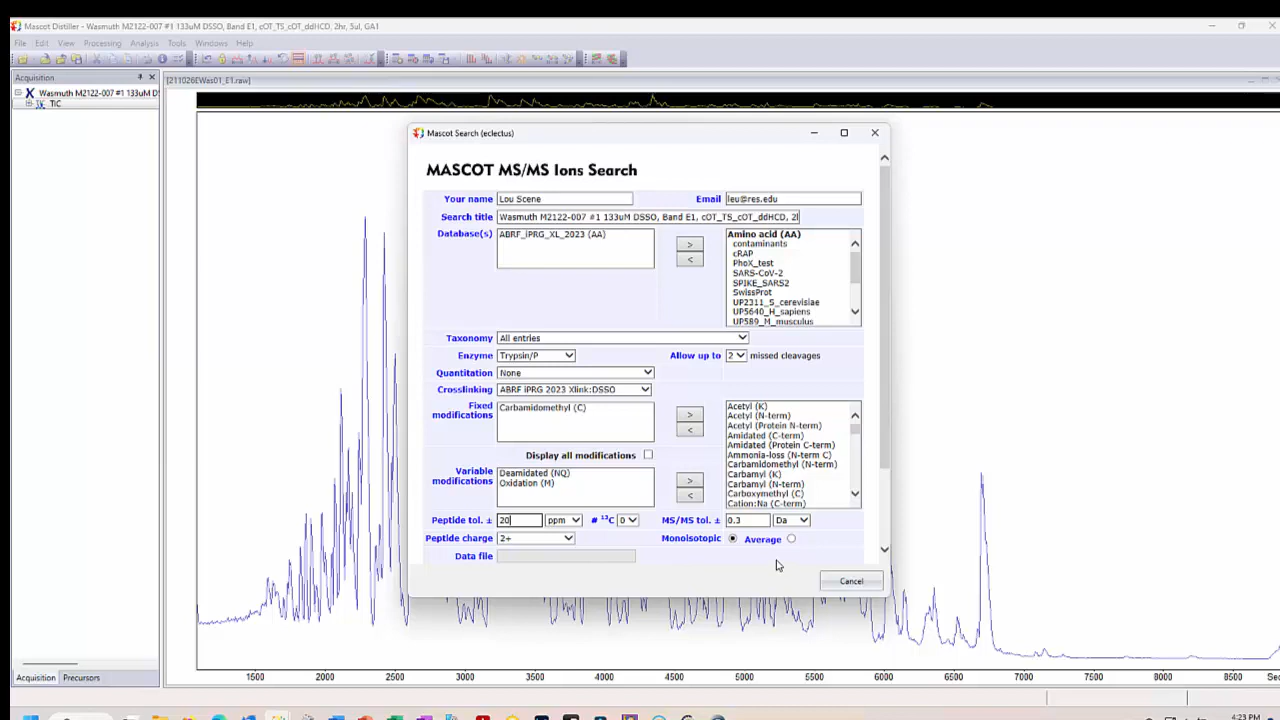 Mascot Distiller - Wasmuth M2122-007 #1 133uM DSSO, Band E1, cOT_TS_cOT_ddHCD, 2hr, 5ul, GA1
File Edit View Processing Analysis Tools Windows Help
Acquisition
[211026EWas01_E1.raw]
Wasmuth M2122-007 #1 133uM D
TIC
Mascot Search (eclectus)
MASCOT MS/MS Ions Search
Your name Lou Scene Email leu@res.edu
Search title Wasmuth M2122-007 #1 133uM DSSO, Band E1, cOT_TS_cOT_ddHCD, 2l
Database(s) ABRF_iPRG_XL_2023 (AA) > Amino acid (AA)
< contaminants
cRAP
PhoX_test
SARS-CoV-2
SPIKE_SARS2
SwissProt
UP2311_S_cerevisiae
UP5640_H_sapiens
UP589_M_musculus
Taxonomy All entries
Enzyme Trypsin/P Allow up to 2 missed cleavages
Quantitation None
Crosslinking ABRF iPRG 2023 Xlink:DSSO
Fixed modifications Carbamidomethyl (C) > Acetyl (K)
< Acetyl (N-term)
Acetyl (Protein N-term)
Amidated (C-term)
Amidated (Protein C-term)
Display all modifications Ammonia-loss (N-term C)
Carbamidomethyl (N-term)
Variable modifications Deamidated (NQ) > Carbamyl (K)
Oxidation (M) < Carbamyl (N-term)
Carboxymethyl (C)
Cation:Na (C-term)
Peptide tol. ± 20 ppm # 13C 0 MS/MS tol. ± 0.3 Da
Peptide charge 2+ Monoisotopic Average
Data file
Cancel
1500 2000 2500 3000 3500 4000 4500 5000 5500 6000 6500 7000 7500 8000 8500 Sec
Acquisition Precursors
4:23 PM